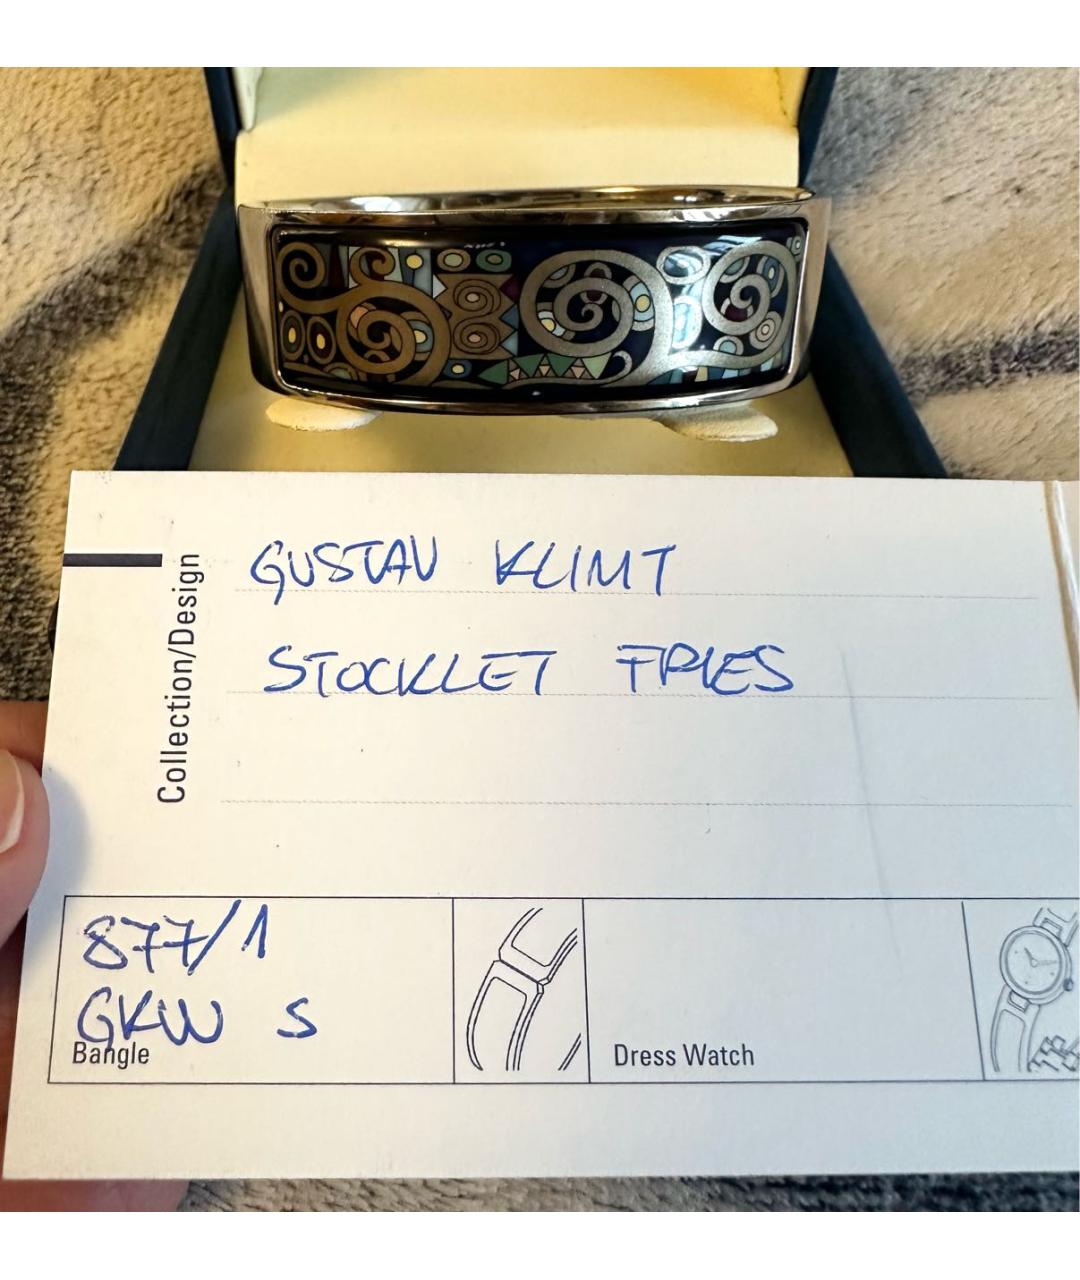 GUSTAV KLIMT
STOCKLET FRIES
Collection/Design
877/1
GKW S
Bangle
Dress Watch